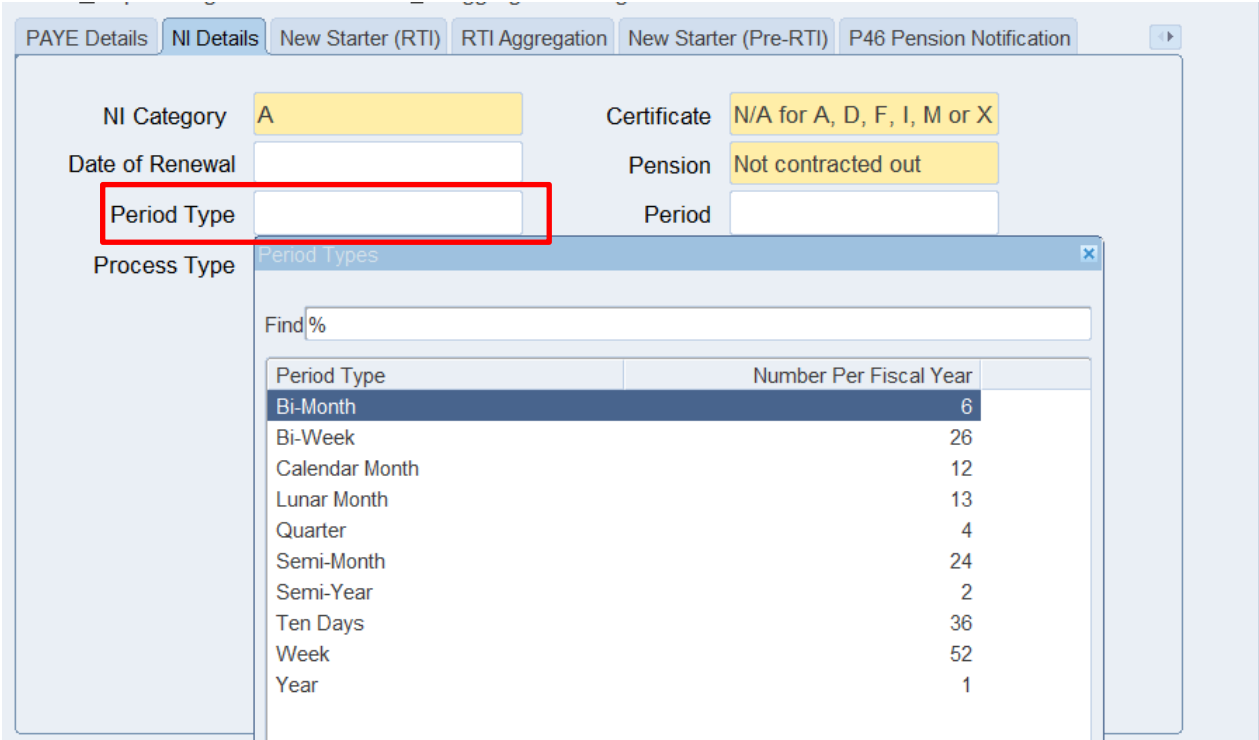 PAYE Details NI Details New Starter (RTI) RTI Aggregation New Starter (Pre-RTI) P46 Pension Notification
NI Category A Certificate N/A for A, D, F, I, M or X
Date of Renewal Pension Not contracted out
Period Type Period
Process Type
Period Types
Find %
Period Type Number Per Fiscal Year
Bi-Month 6
Bi-Week 26
Calendar Month 12
Lunar Month 13
Quarter 4
Semi-Month 24
Semi-Year 2
Ten Days 36
Week 52
Year 1